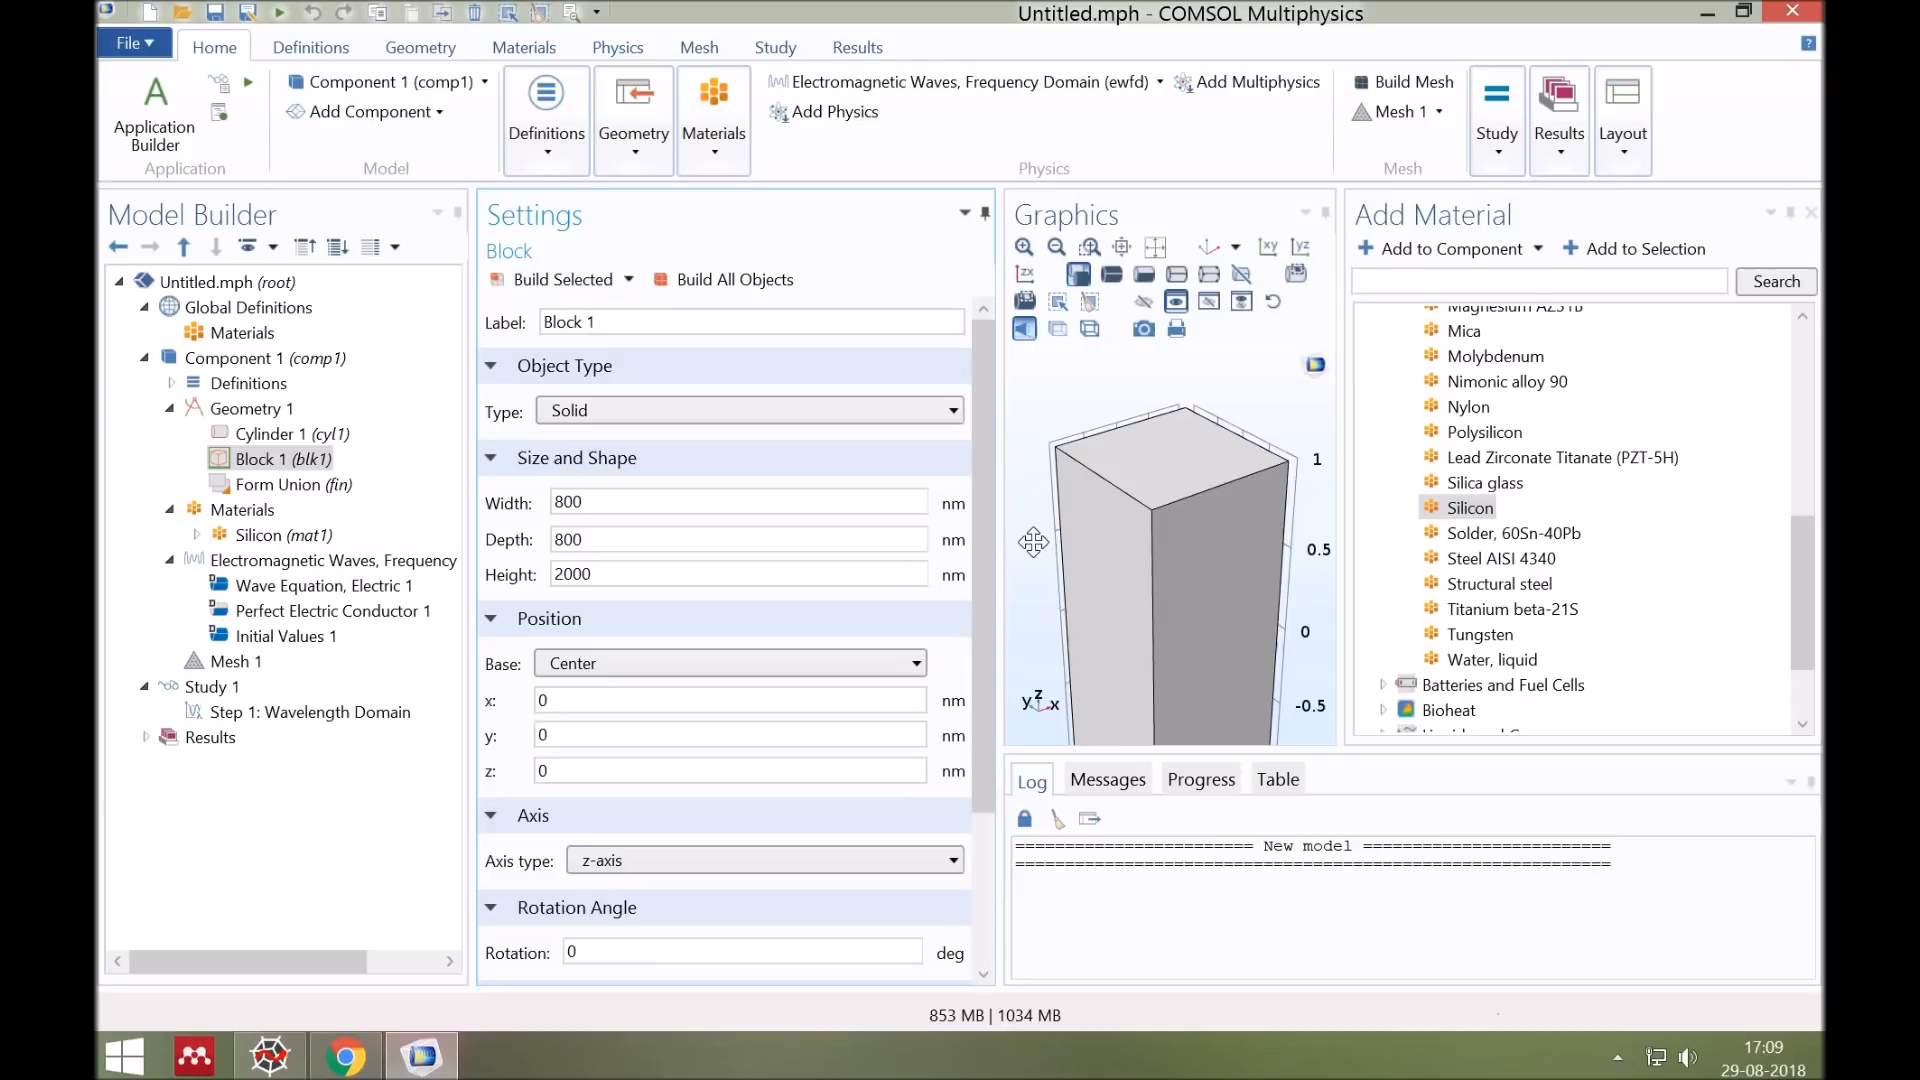 Untitled.mph - COMSOL Multiphysics
File
Home
Definitions
Geometry
Materials
Physics
Mesh
Study
Results
Application Builder
Component 1 (comp1)
Add Component
Definitions
Geometry
Materials
Electromagnetic Waves, Frequency Domain (ewfd)
Add Multiphysics
Add Physics
Build Mesh
Mesh 1
Study
Results
Layout
Application
Model
Physics
Mesh
Model Builder
Untitled.mph (root)
Global Definitions
Materials
Component 1 (comp1)
Definitions
Geometry 1
Cylinder 1 (cyl1)
Block 1 (blk1)
Form Union (fin)
Materials
Silicon (mat1)
Electromagnetic Waves, Frequency
Wave Equation, Electric 1
Perfect Electric Conductor 1
Initial Values 1
Mesh 1
Study 1
Step 1: Wavelength Domain
Results
Settings
Block
Build Selected
Build All Objects
Label: Block 1
Object Type
Type: Solid
Size and Shape
Width: 800 nm
Depth: 800 nm
Height: 2000 nm
Position
Base: Center
x: 0 nm
y: 0 nm
z: 0 nm
Axis
Axis type: z-axis
Rotation Angle
Rotation: 0 deg
Graphics
xy
yz
zx
1
0.5
0
-0.5
y z x
Add Material
Add to Component
Add to Selection
Search
Magnesium AZ31B
Mica
Molybdenum
Nimonic alloy 90
Nylon
Polysilicon
Lead Zirconate Titanate (PZT-5H)
Silica glass
Silicon
Solder, 60Sn-40Pb
Steel AISI 4340
Structural steel
Titanium beta-21S
Tungsten
Water, liquid
Batteries and Fuel Cells
Bioheat
Log
Messages
Progress
Table
======================== New model =========================
============================================================
853 MB | 1034 MB
17:09
29-08-2018